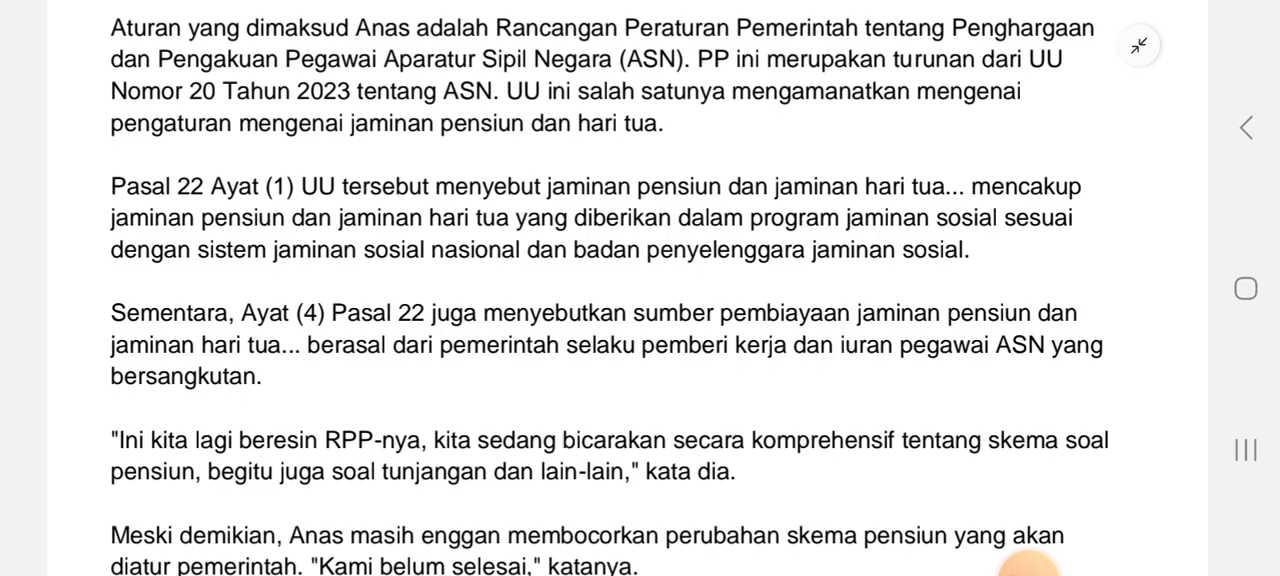 Aturan yang dimaksud Anas adalah Rancangan Peraturan Pemerintah tentang Penghargaan
dan Pengakuan Pegawai Aparatur Sipil Negara (ASN). PP ini merupakan turunan dari UU
Nomor 20 Tahun 2023 tentang ASN. UU ini salah satunya mengamanatkan mengenai
pengaturan mengenai jaminan pensiun dan hari tua.
Pasal 22 Ayat (1) UU tersebut menyebut jaminan pensiun dan jaminan hari tua... mencakup
jaminan pensiun dan jaminan hari tua yang diberikan dalam program jaminan sosial sesuai
dengan sistem jaminan sosial nasional dan badan penyelenggara jaminan sosial.
Sementara, Ayat (4) Pasal 22 juga menyebutkan sumber pembiayaan jaminan pensiun dan
jaminan hari tua... berasal dari pemerintah selaku pemberi kerja dan iuran pegawai ASN yang
bersangkutan.
"Ini kita lagi beresin RPP-nya, kita sedang bicarakan secara komprehensif tentang skema soal
pensiun, begitu juga soal tunjangan dan lain-lain," kata dia.
Meski demikian, Anas masih enggan membocorkan perubahan skema pensiun yang akan
diatur pemerintah. "Kami belum selesai," katanya.